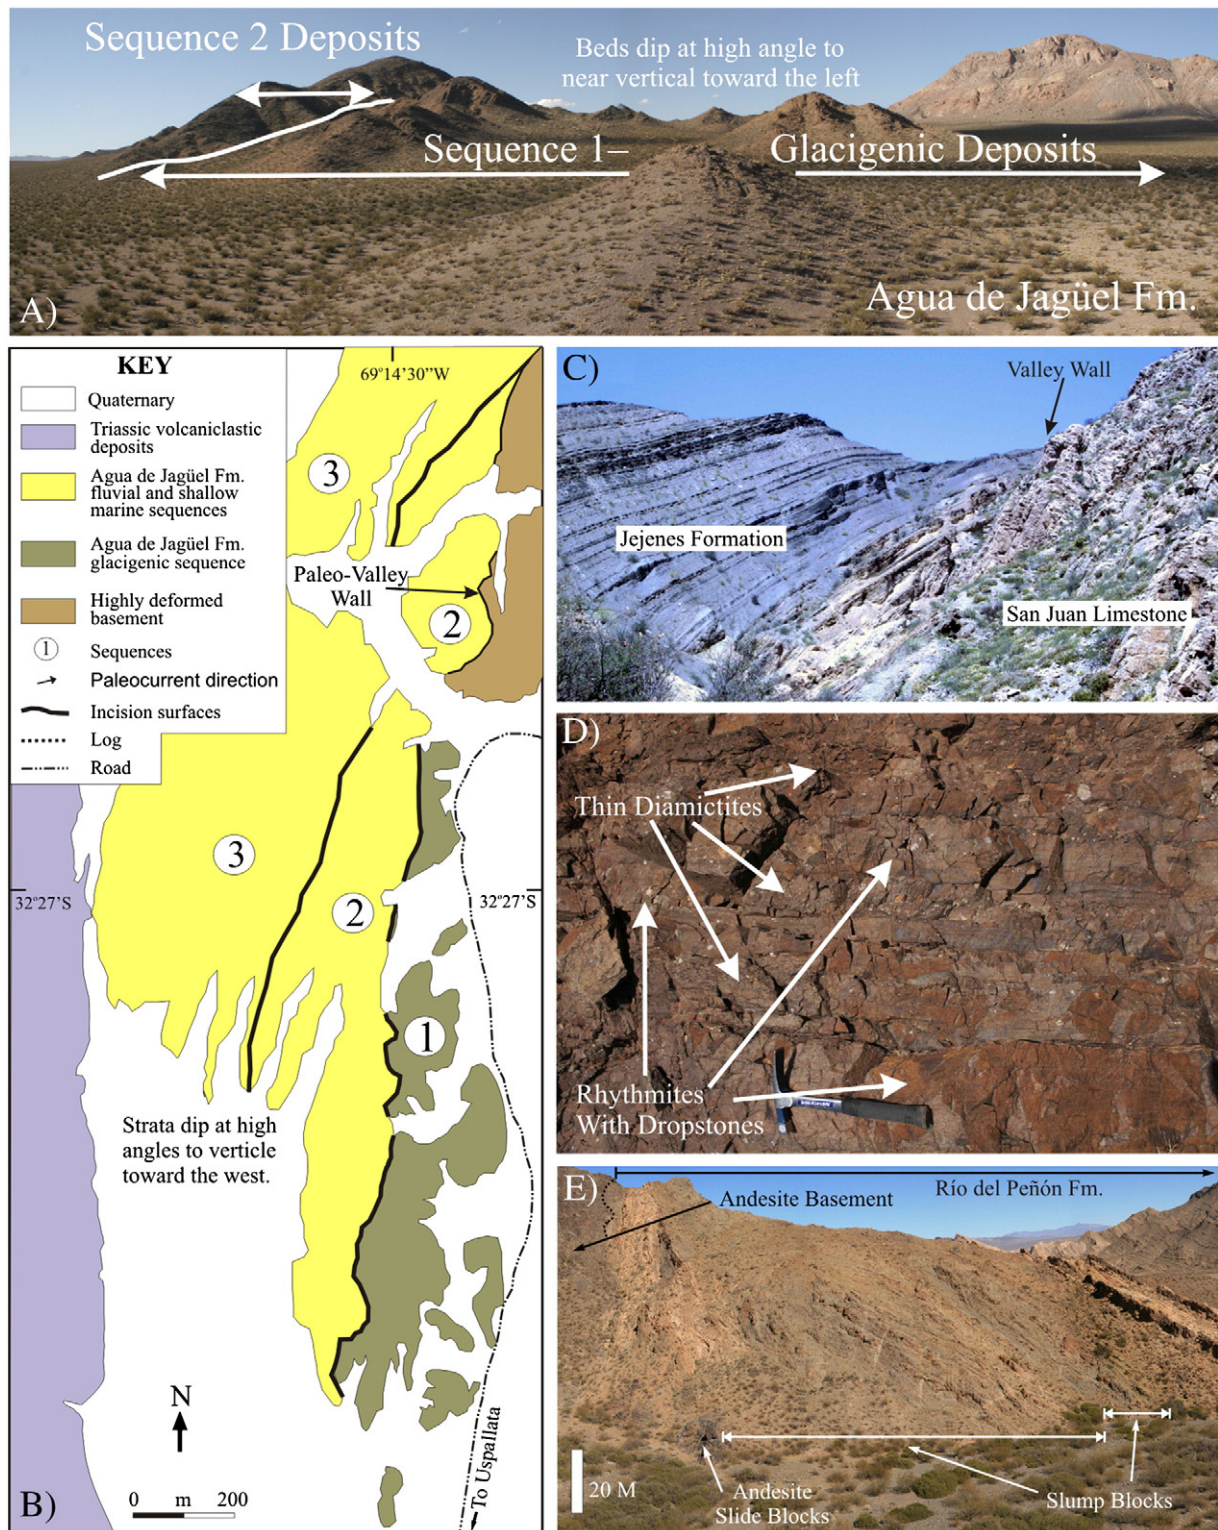 Sequence 2 Deposits
Beds dip at high angle to
near vertical toward the left
Sequence 1–
Glacigenic Deposits
Agua de Jagüel Fm.
A)
KEY
Quaternary
Triassic volcaniclastic
deposits
Agua de Jagüel Fm.
fluvial and shallow
marine sequences
Agua de Jagüel Fm.
glacigenic sequence
Highly deformed
basement
1
Sequences
Paleocurrent direction
Incision surfaces
Log
Road
69°14'30"W
3
Paleo-Valley
Wall
2
3
2
32°27'S
32°27'S
1
Strata dip at high
angles to verticle
toward the west.
N
0 m 200
To Uspallata
B)
C)
Valley
Wall
Jejenes Formation
San Juan Limestone
D)
Thin Diamictites
Rhythmites
With Dropstones
E)
Andesite Basement
Río del Peñón Fm.
20 M
Andesite
Slide Blocks
Slump Blocks